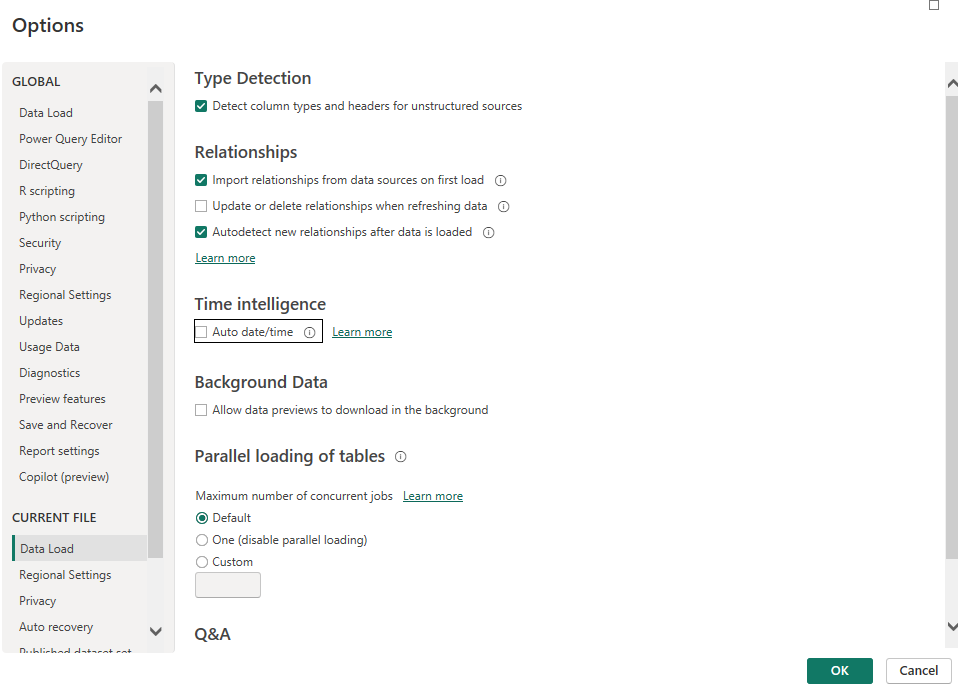 Options
GLOBAL
Data Load
Power Query Editor
DirectQuery
R scripting
Python scripting
Security
Privacy
Regional Settings
Updates
Usage Data
Diagnostics
Preview features
Save and Recover
Report settings
Copilot (preview)
CURRENT FILE
Data Load
Regional Settings
Privacy
Auto recovery
Published dataset set
Type Detection
Detect column types and headers for unstructured sources
Relationships
Import relationships from data sources on first load
Update or delete relationships when refreshing data
Autodetect new relationships after data is loaded
Learn more
Time intelligence
Auto date/time Learn more
Background Data
Allow data previews to download in the background
Parallel loading of tables
Maximum number of concurrent jobs Learn more
Default
One (disable parallel loading)
Custom
Q&A
OK Cancel